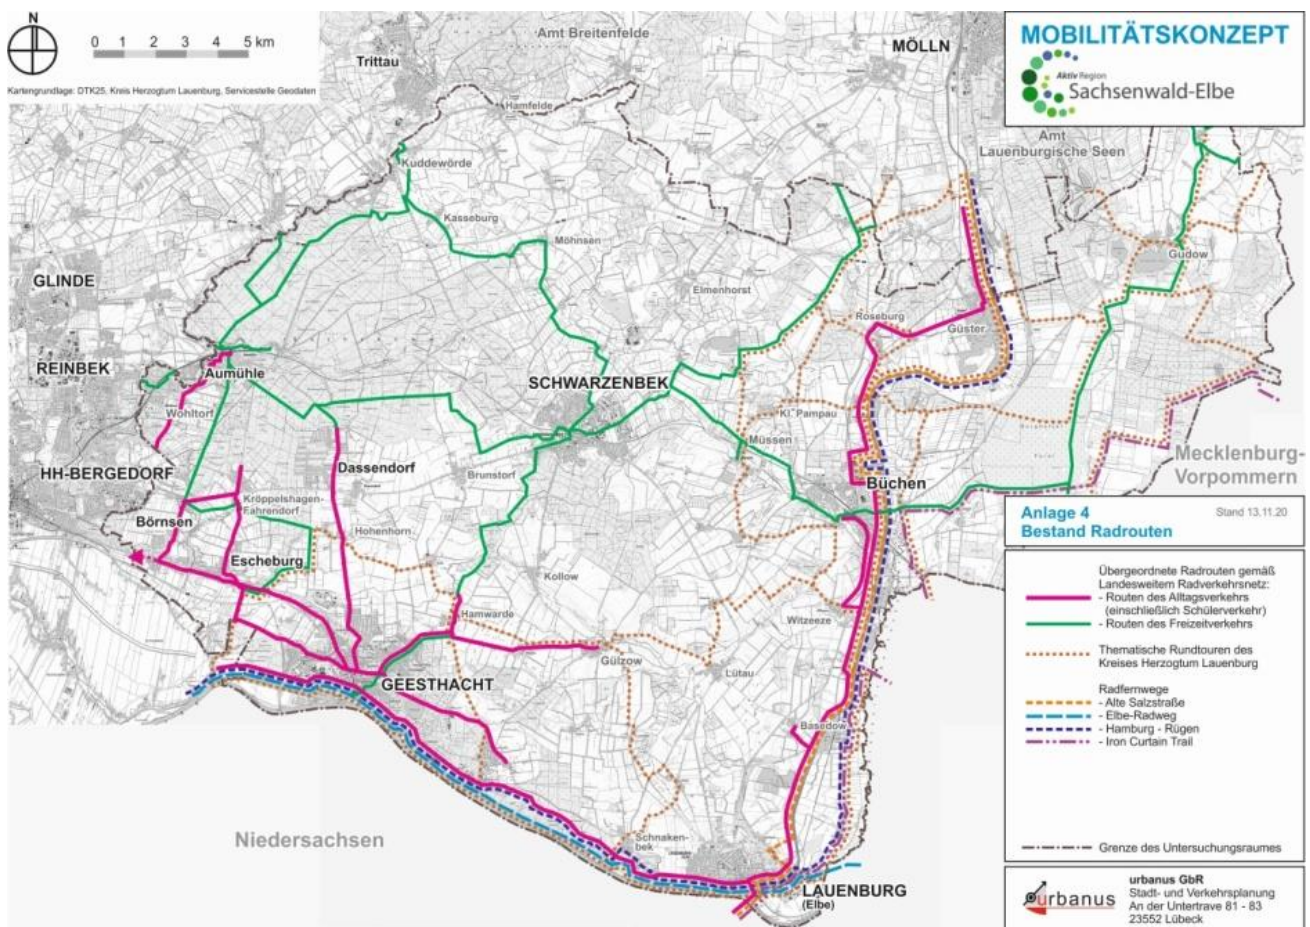 N
0 1 2 3 4 5 km
Kartengrundlage: DTK25, Kreis Herzogtum Lauenburg, Servicestelle Geodaten
Amt Breitenfelde
MÖLLN
Trittau
Hamfelde
MOBILITÄTSKONZEPT
Aktiv Region
Sachsenwald-Elbe
Amt
Lauenburgische Seen
Kuddewörde
Kasseburg
Möhnsen
Gudow
GLINDE
Elmenhorst
Roseburg
Güster
REINBEK
Aumühle
SCHWARZENBEK
Wohltorf
Kl. Pampau
Müssen
Mecklenburg-
Vorpommern
HH-BERGEDORF
Dassendorf
Brunstorf
Büchen
Kröppelshagen-
Fahrendorf
Börnsen
Hohenhorn
Escheburg
Kollow
Hamwarde
Witzeeze
Gülzow
Lütau
GEESTHACHT
Basedow
Niedersachsen
Schnaken-
bek
LAUENBURG
(Elbe)
Anlage 4
Stand 13.11.20
Bestand Radrouten
Übergeordnete Radrouten gemäß
Landesweitem Radverkehrsnetz:
- Routen des Alltagsverkehrs
(einschließlich Schülerverkehr)
- Routen des Freizeitverkehrs
Thematische Rundtouren des
Kreises Herzogtum Lauenburg
Radfernwege
- Alte Salzstraße
- Elbe-Radweg
- Hamburg - Rügen
- Iron Curtain Trail
Grenze des Untersuchungsraumes
urbanus
urbanus GbR
Stadt- und Verkehrsplanung
An der Untertrave 81 - 83
23552 Lübeck